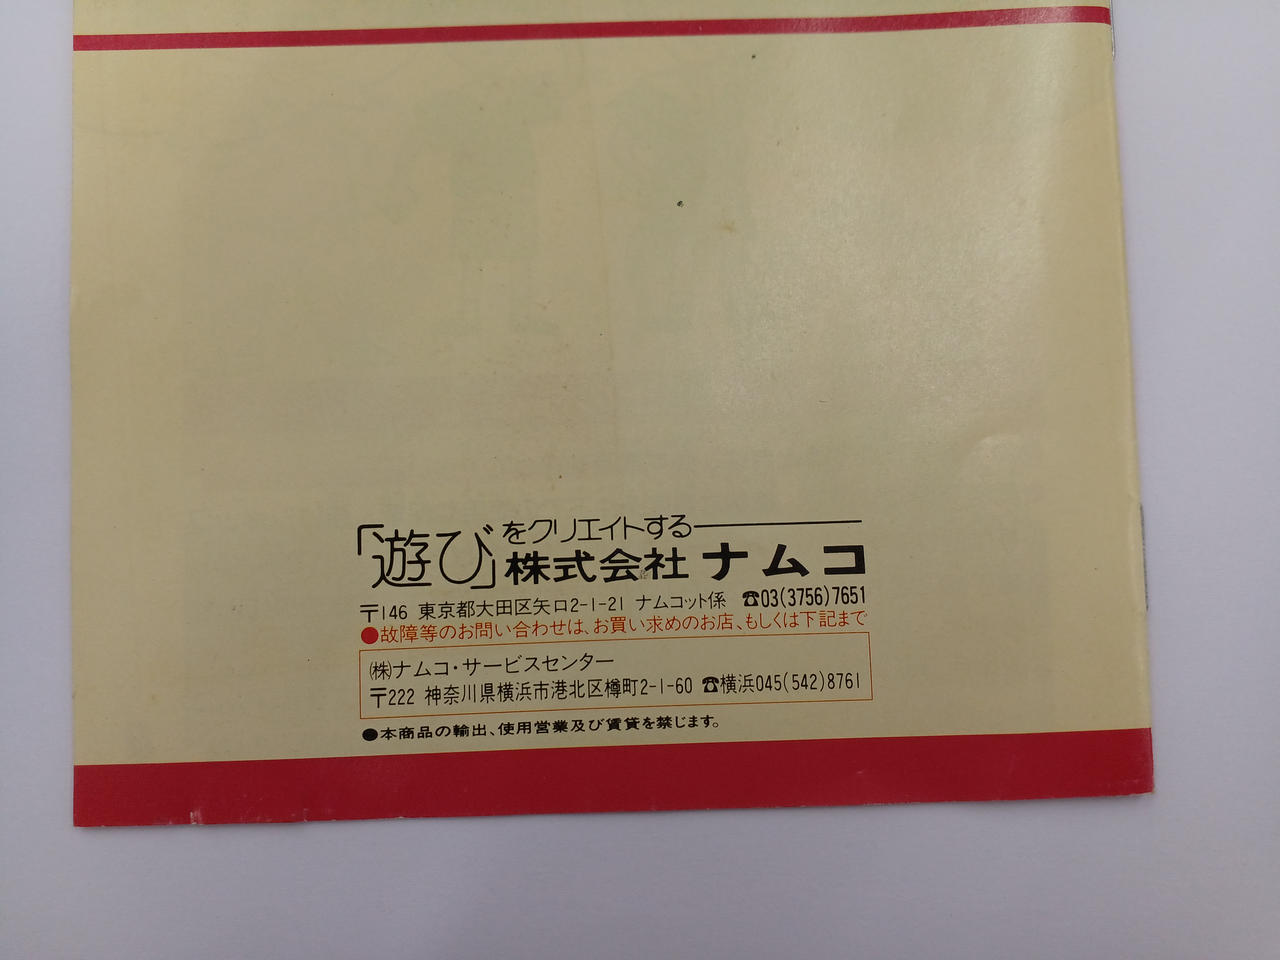 「遊び」をクリエイトする
株式会社ナムコ
〒146 東京都大田区矢口2-1-21 ナムコット係 ☎03(3756)7651
●故障等のお問い合わせは、お買い求めのお店、もしくは下記まで
㈱ナムコ・サービスセンター
〒222 神奈川県横浜市港北区樽町2-1-60 ☎横浜045(542)8761
●本商品の輸出、使用営業及び賃貸を禁じます。